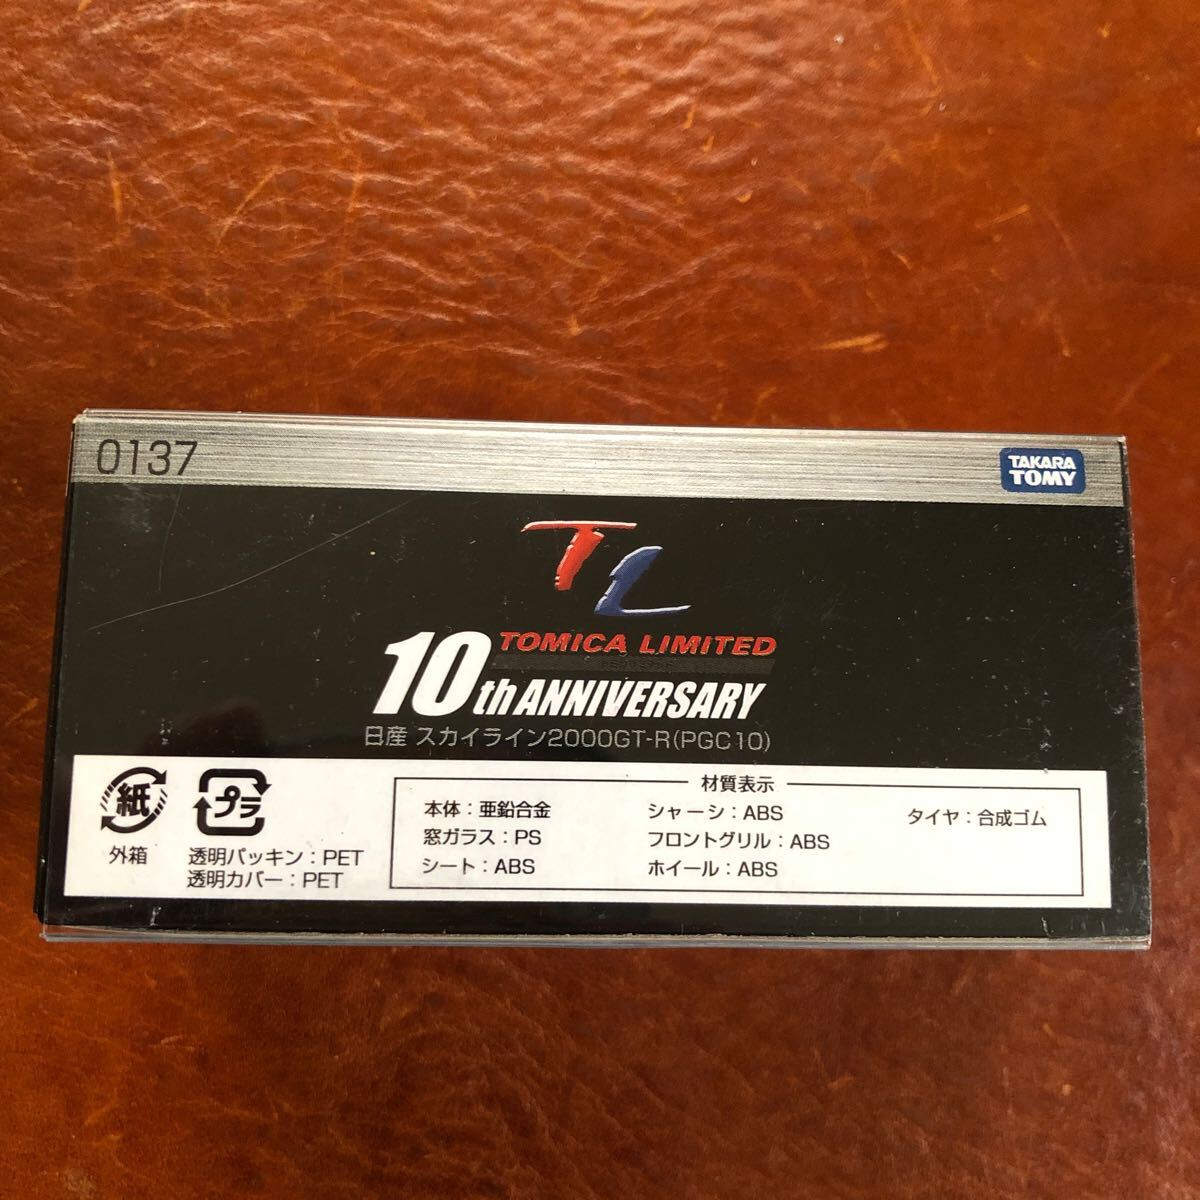 0137
TAKARA
TOMY
TL
TOMICA LIMITED
10th ANNIVERSARY
日産 スカイライン2000GT-R(PGC10)
紙
外箱
プラ
透明パッキン：PET
透明カバー：PET
材質表示
本体：亜鉛合金
窓ガラス：PS
シート：ABS
シャーシ：ABS
フロントグリル：ABS
ホイール：ABS
タイヤ：合成ゴム